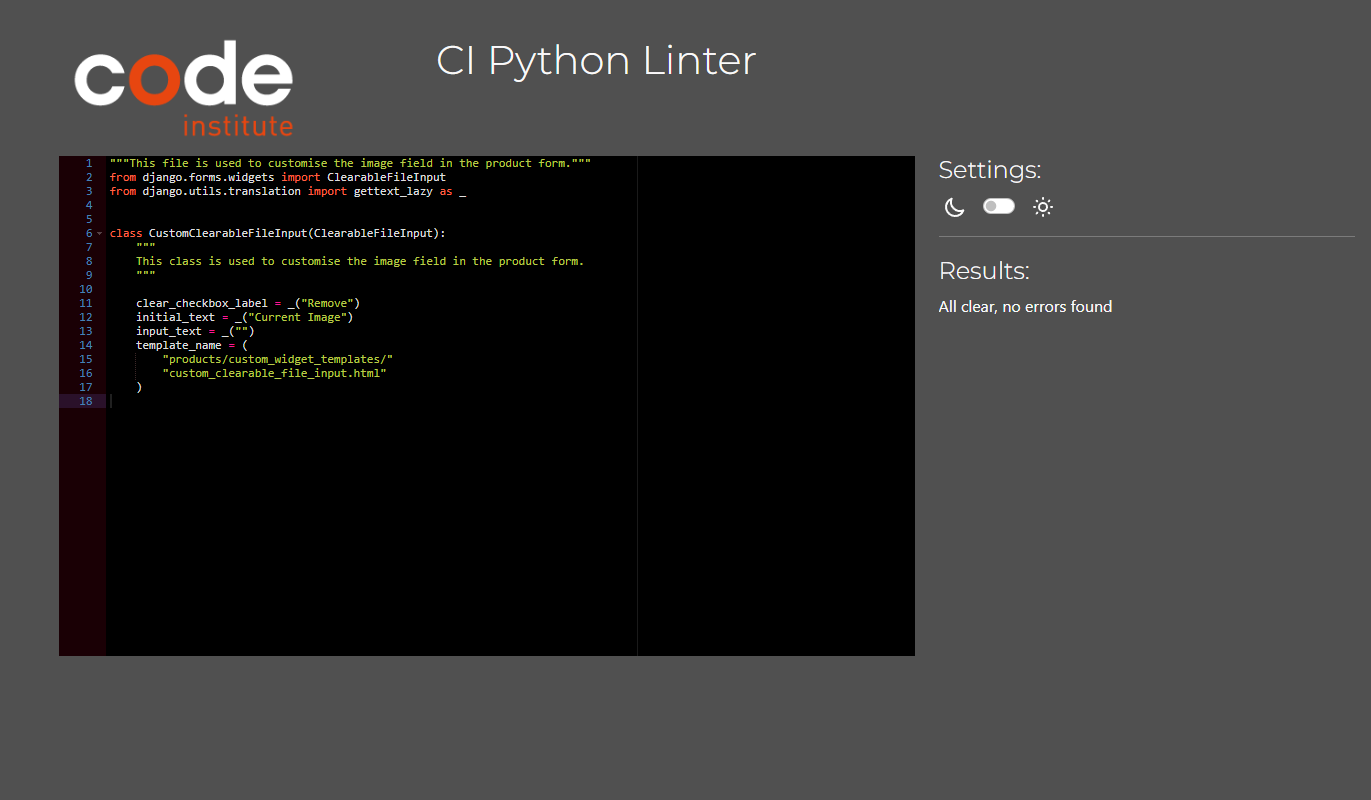 code
institute
CI Python Linter
1 """This file is used to customise the image field in the product form."""
2 from django.forms.widgets import ClearableFileInput
3 from django.utils.translation import gettext_lazy as _
4
5
6 class CustomClearableFileInput(ClearableFileInput):
7     """
8     This class is used to customise the image field in the product form.
9     """
10
11     clear_checkbox_label = _("Remove")
12     initial_text = _("Current Image")
13     input_text = _("")
14     template_name = (
15         "products/custom_widget_templates/"
16         "custom_clearable_file_input.html"
17     )
18
Settings:
Results:
All clear, no errors found